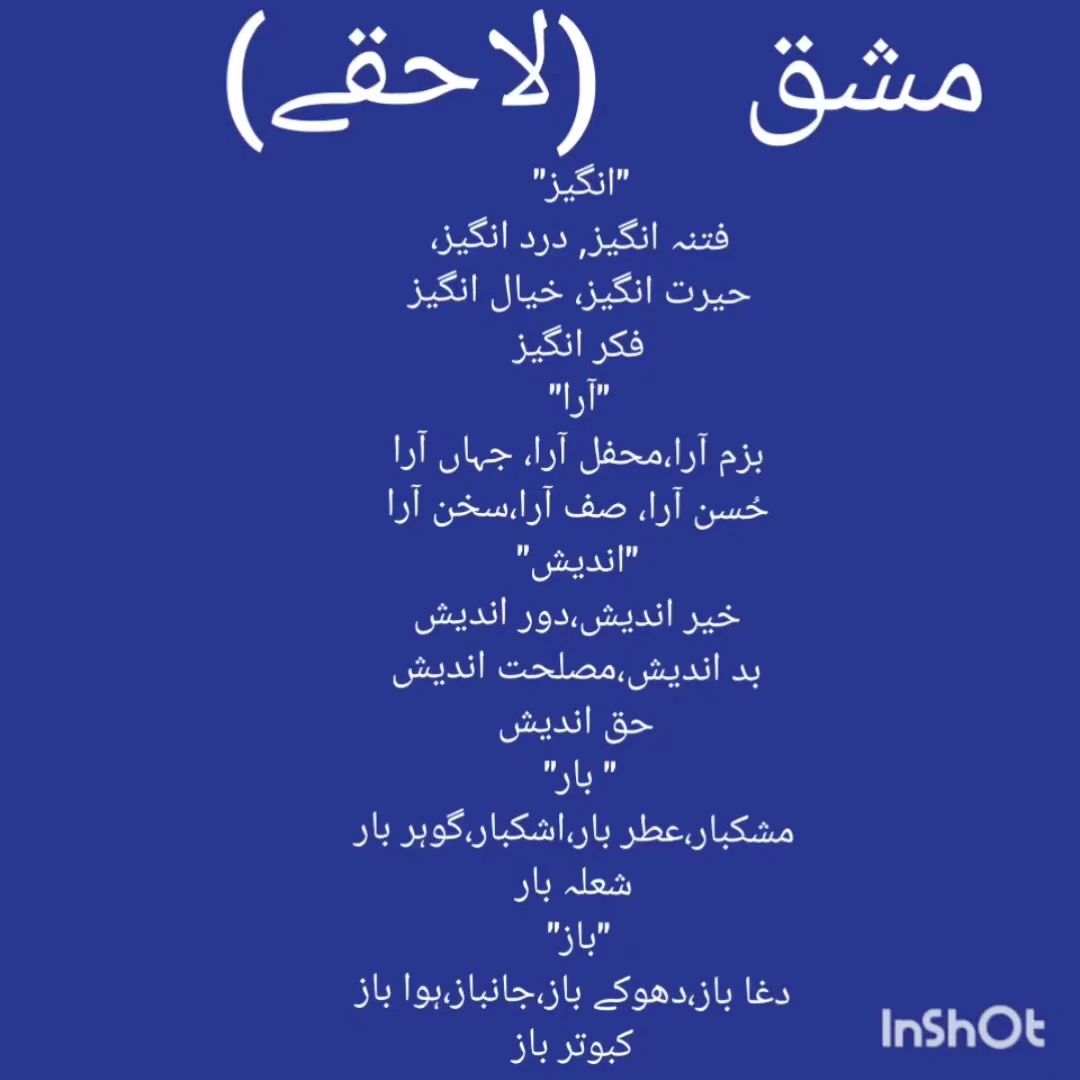 مشق (لاحقے)
"انگیز"
فتنہ انگیز, درد انگیز،
حیرت انگیز، خیال انگیز
فکر انگیز
"آرا"
بزم آرا،محفل آرا، جہاں آرا
حُسن آرا، صف آرا،سخن آرا
"اندیش"
خیر اندیش،دور اندیش
بد اندیش،مصلحت اندیش
حق اندیش
" بار"
مشکبار،عطر بار،اشکبار،گوہر بار
شعلہ بار
"باز"
دغا باز،دھوکے باز،جانباز،ہوا باز
کبوتر باز
InShOt